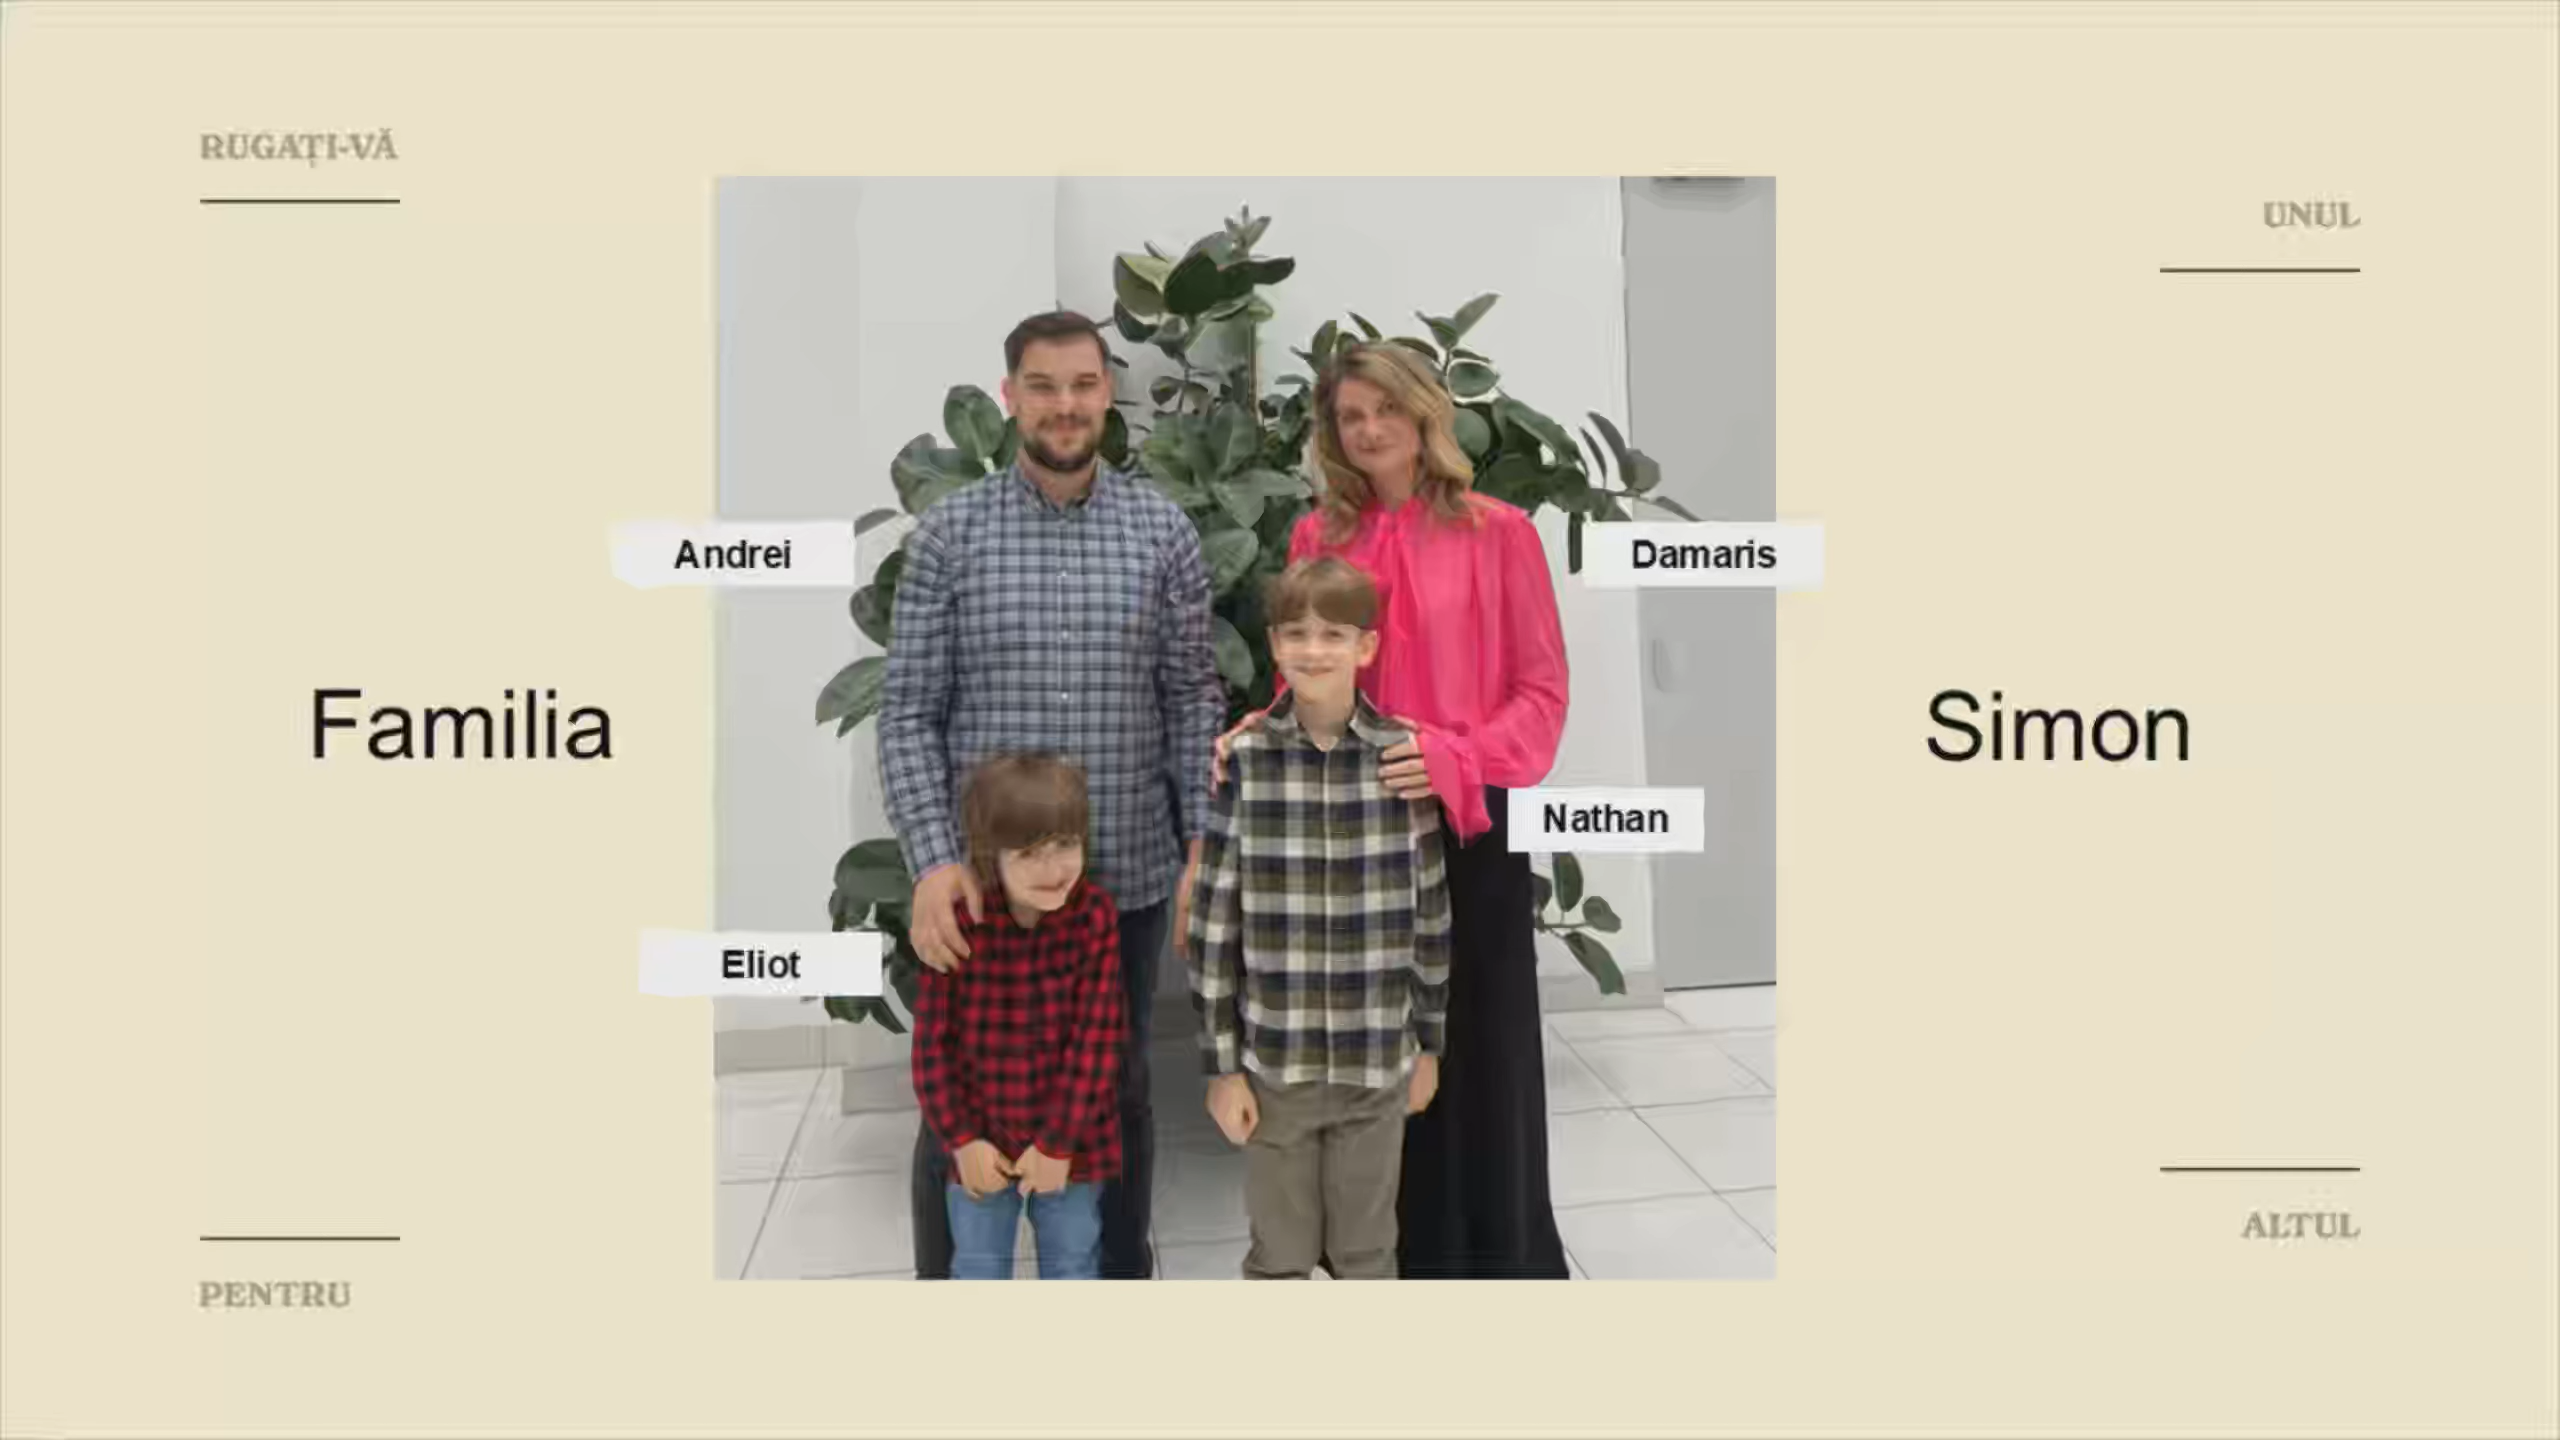 RUGAȚI-VĂ
UNUL
Andrei
Damaris
Familia
Simon
Nathan
Eliot
ALTUL
PENTRU